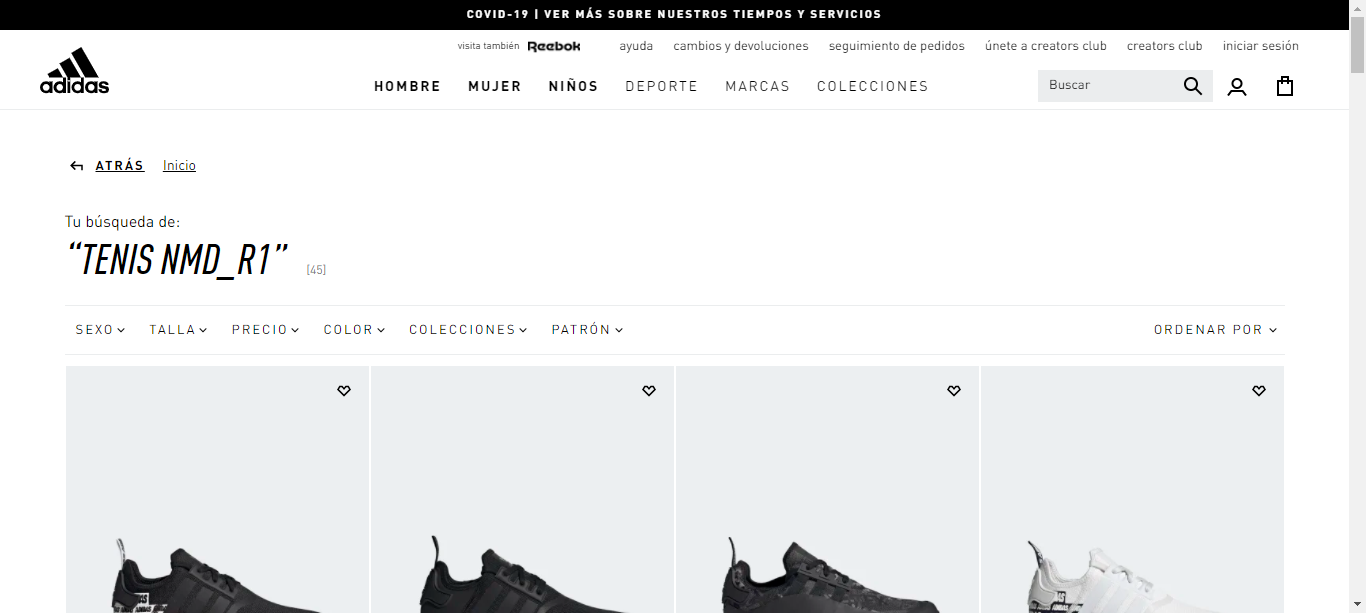 COVID-19 | VER MÁS SOBRE NUESTROS TIEMPOS Y SERVICIOS
visita también Reebok ayuda cambios y devoluciones seguimiento de pedidos únete a creators club creators club iniciar sesión
adidas
HOMBRE MUJER NIÑOS DEPORTE MARCAS COLECCIONES Buscar
ATRÁS Inicio
Tu búsqueda de:
“TENIS NMD_R1” [45]
SEXO TALLA PRECIO COLOR COLECCIONES PATRÓN ORDENAR POR